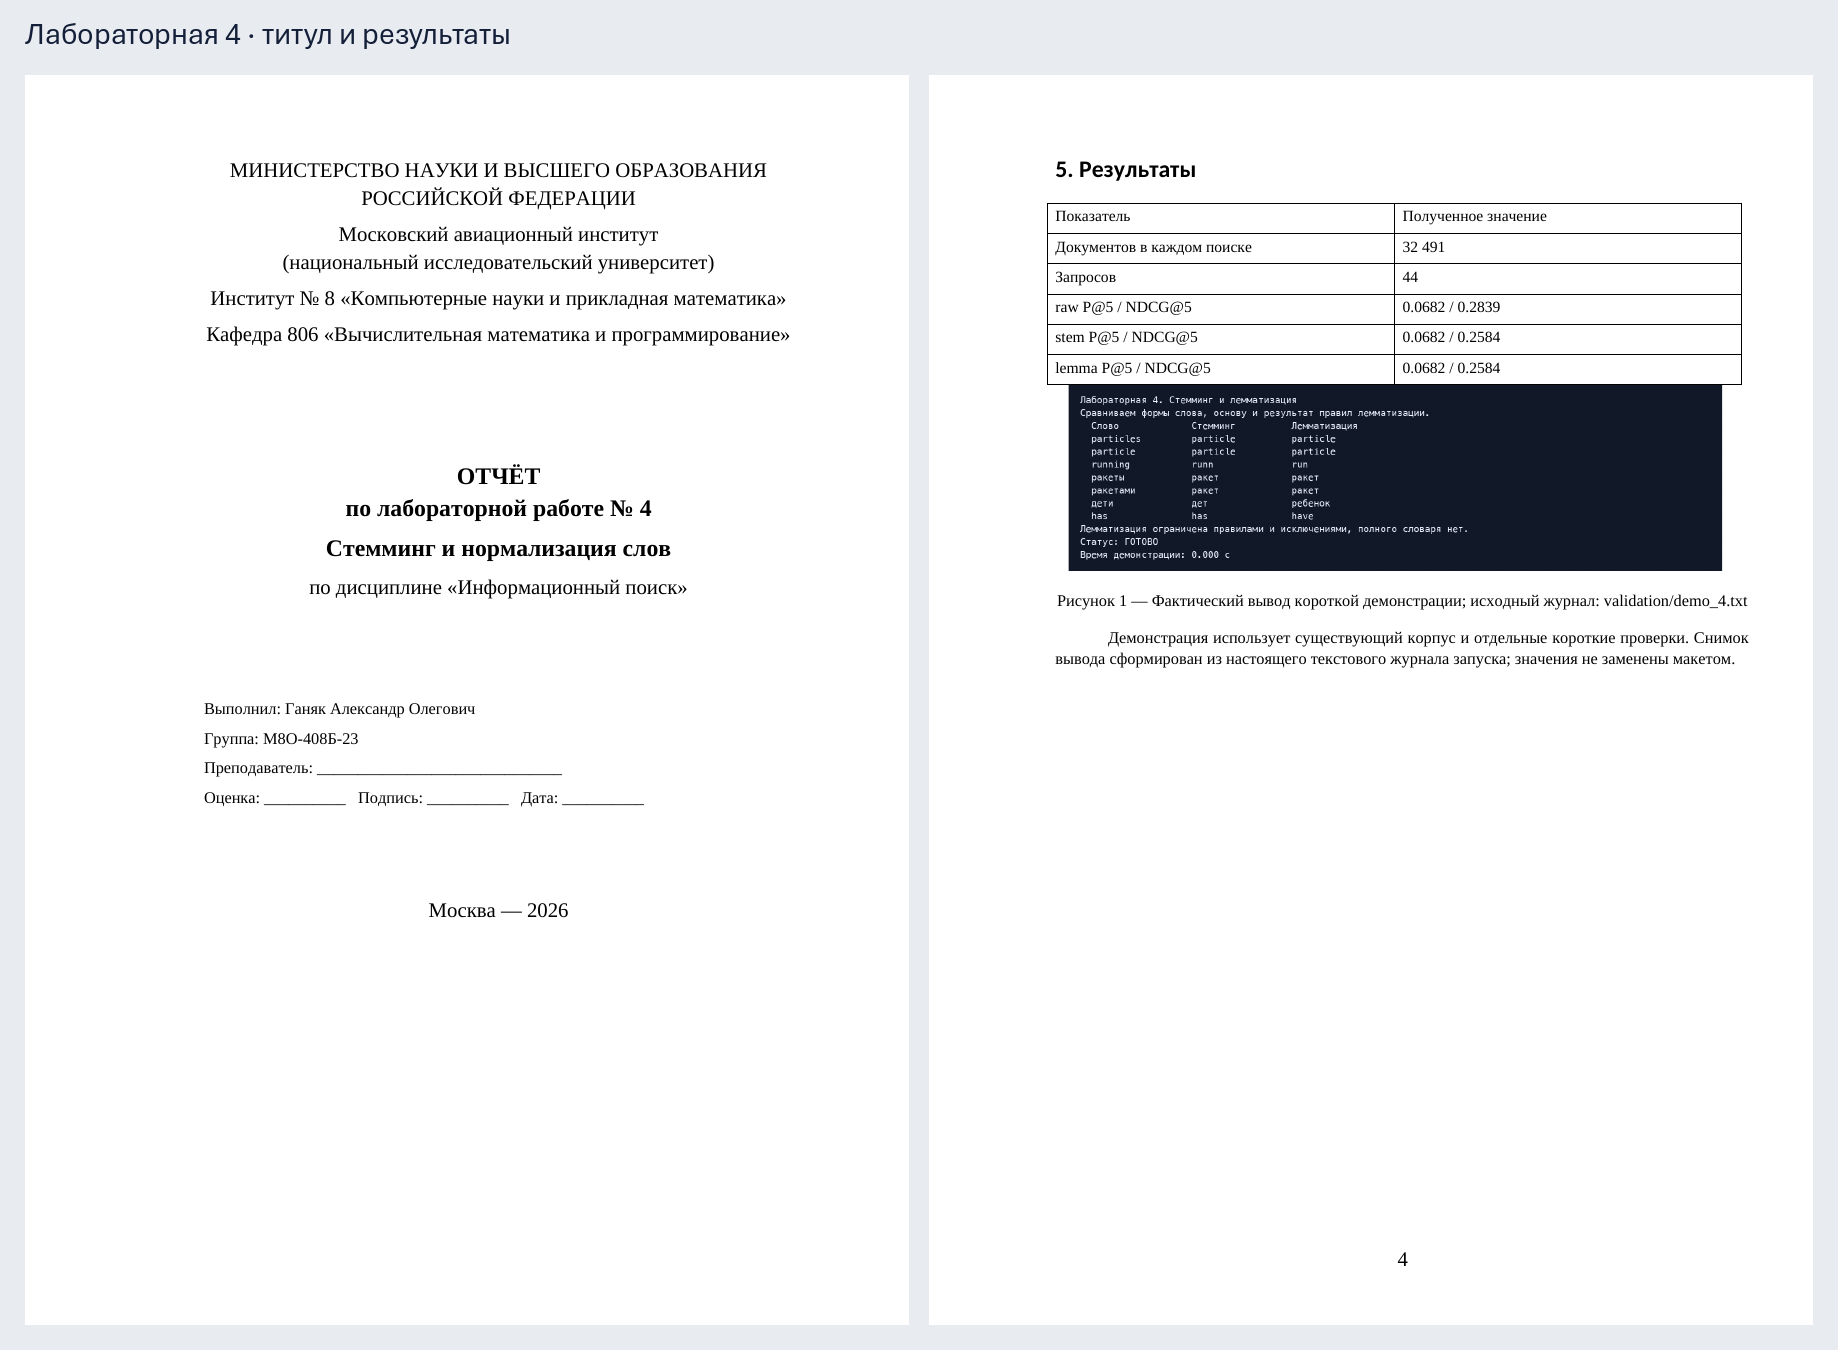 Лабораторная 4 · титул и результаты
МИНИСТЕРСТВО НАУКИ И ВЫСШЕГО ОБРАЗОВАНИЯ
РОССИЙСКОЙ ФЕДЕРАЦИИ
Московский авиационный институт
(национальный исследовательский университет)
Институт № 8 «Компьютерные науки и прикладная математика»
Кафедра 806 «Вычислительная математика и программирование»
ОТЧЁТ
по лабораторной работе № 4
Стемминг и нормализация слов
по дисциплине «Информационный поиск»
Выполнил: Ганяк Александр Олегович
Группа: М8О-408Б-23
Преподаватель: ______________________________
Оценка: __________ Подпись: __________ Дата: __________
Москва — 2026
5. Результаты
Показатель Полученное значение
Документов в каждом поиске 32 491
Запросов 44
raw P@5 / NDCG@5 0.0682 / 0.2839
stem P@5 / NDCG@5 0.0682 / 0.2584
lemma P@5 / NDCG@5 0.0682 / 0.2584
Лабораторная 4. Стемминг и лемматизация
Сравниваем формы слова, основу и результат правил лемматизации.
Слово Стемминг Лемматизация
particles particle particle
particle particle particle
running runn run
ракеты ракет ракет
ракетами ракет ракет
дети дет ребенок
has has have
Лемматизация ограничена правилами и исключениями, полного словаря нет.
Статус: ГОТОВО
Время демонстрации: 0.000 с
Рисунок 1 — Фактический вывод короткой демонстрации; исходный журнал: validation/demo_4.txt
Демонстрация использует существующий корпус и отдельные короткие проверки. Снимок
вывода сформирован из настоящего текстового журнала запуска; значения не заменены макетом.
4